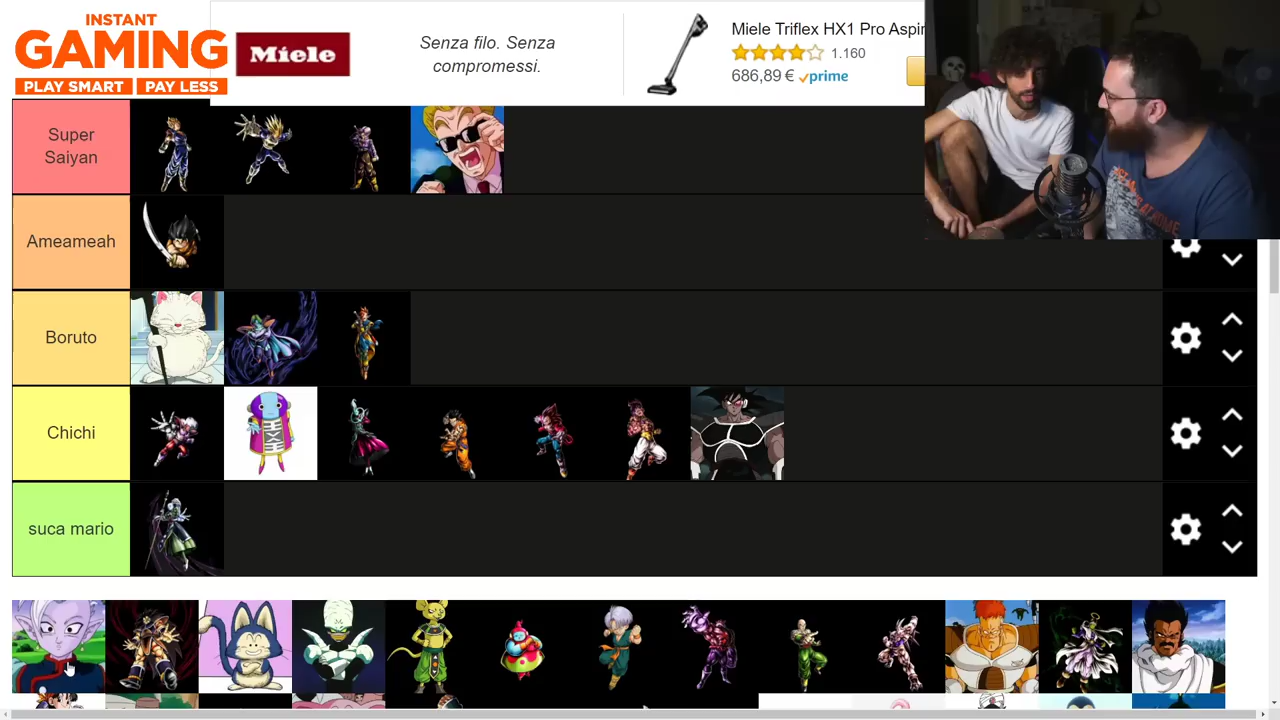 INSTANT
GAMING
PLAY SMART PAY LESS
Miele
Senza filo. Senza
compromessi.
Miele Triflex HX1 Pro Aspir
1.160
686,89 € prime
Super
Saiyan
Ameameah
Boruto
Chichi
suca mario